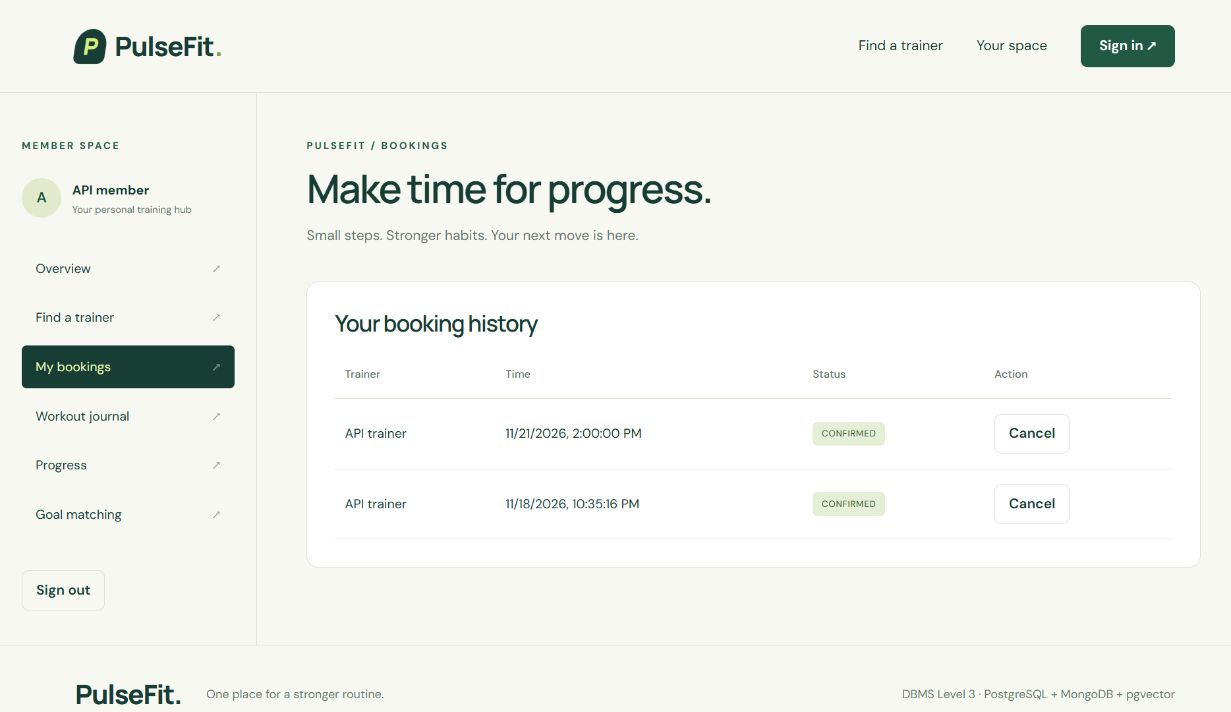 P PulseFit.
Find a trainer
Your space
Sign in ↗
MEMBER SPACE
A
API member
Your personal training hub
Overview ↗
Find a trainer ↗
My bookings ↗
Workout journal ↗
Progress ↗
Goal matching ↗
Sign out
PULSEFIT / BOOKINGS
Make time for progress.
Small steps. Stronger habits. Your next move is here.
Your booking history
Trainer Time Status Action
API trainer 11/21/2026, 2:00:00 PM CONFIRMED Cancel
API trainer 11/18/2026, 10:35:16 PM CONFIRMED Cancel
PulseFit. One place for a stronger routine. DBMS Level 3 · PostgreSQL + MongoDB + pgvector